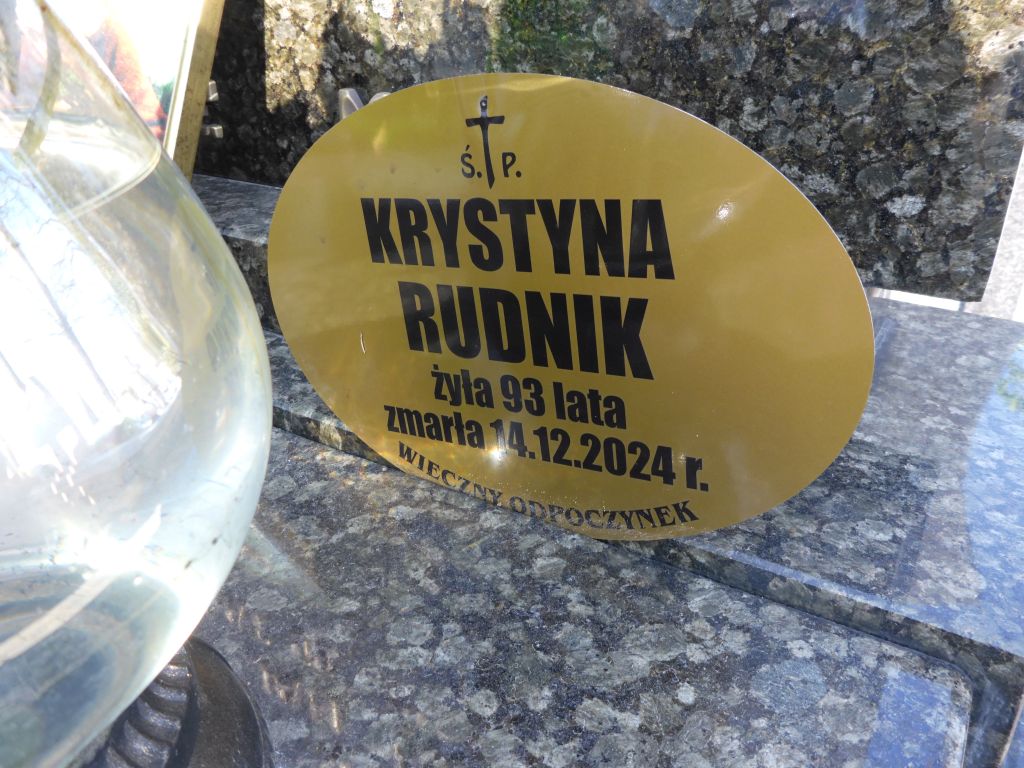 Ś. P.
KRYSTYNA
RUDNIK
żyła 93 lata
zmarła 14.12.2024 r.
WIECZNY ODPOCZYNEK